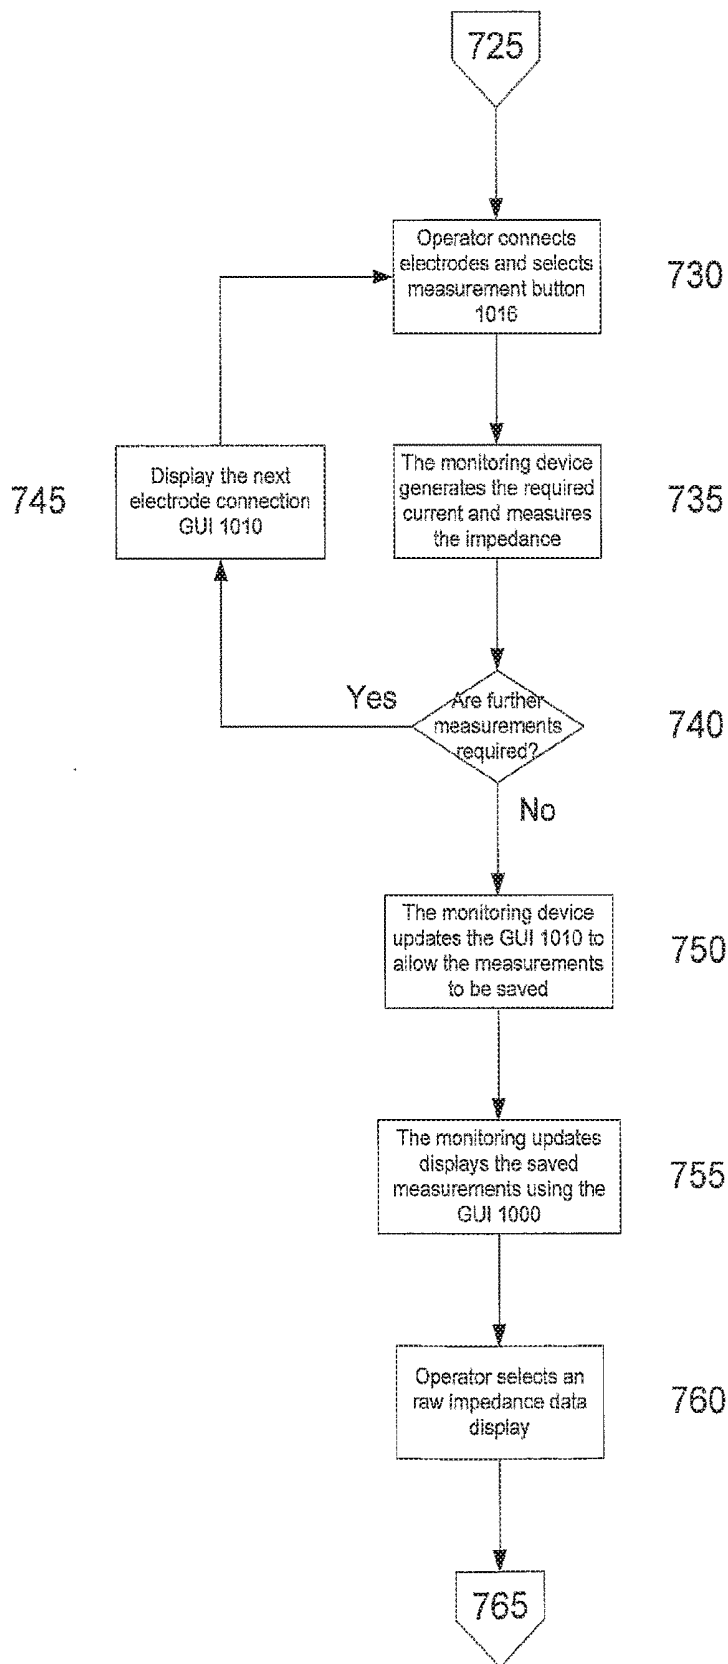 725
Operator connects
electrodes and selects
measurement button
1016
730
745
Display the next
electrode connection
GUI 1010
The monitoring device
generates the required
current and measures
the impedance
735
Yes
Are further
measurements
required?
740
No
The monitoring device
updates the GUI 1010 to
allow the measurements
to be saved
750
The monitoring updates
displays the saved
measurements using the
GUI 1000
755
Operator selects an
raw impedance data
display
760
765